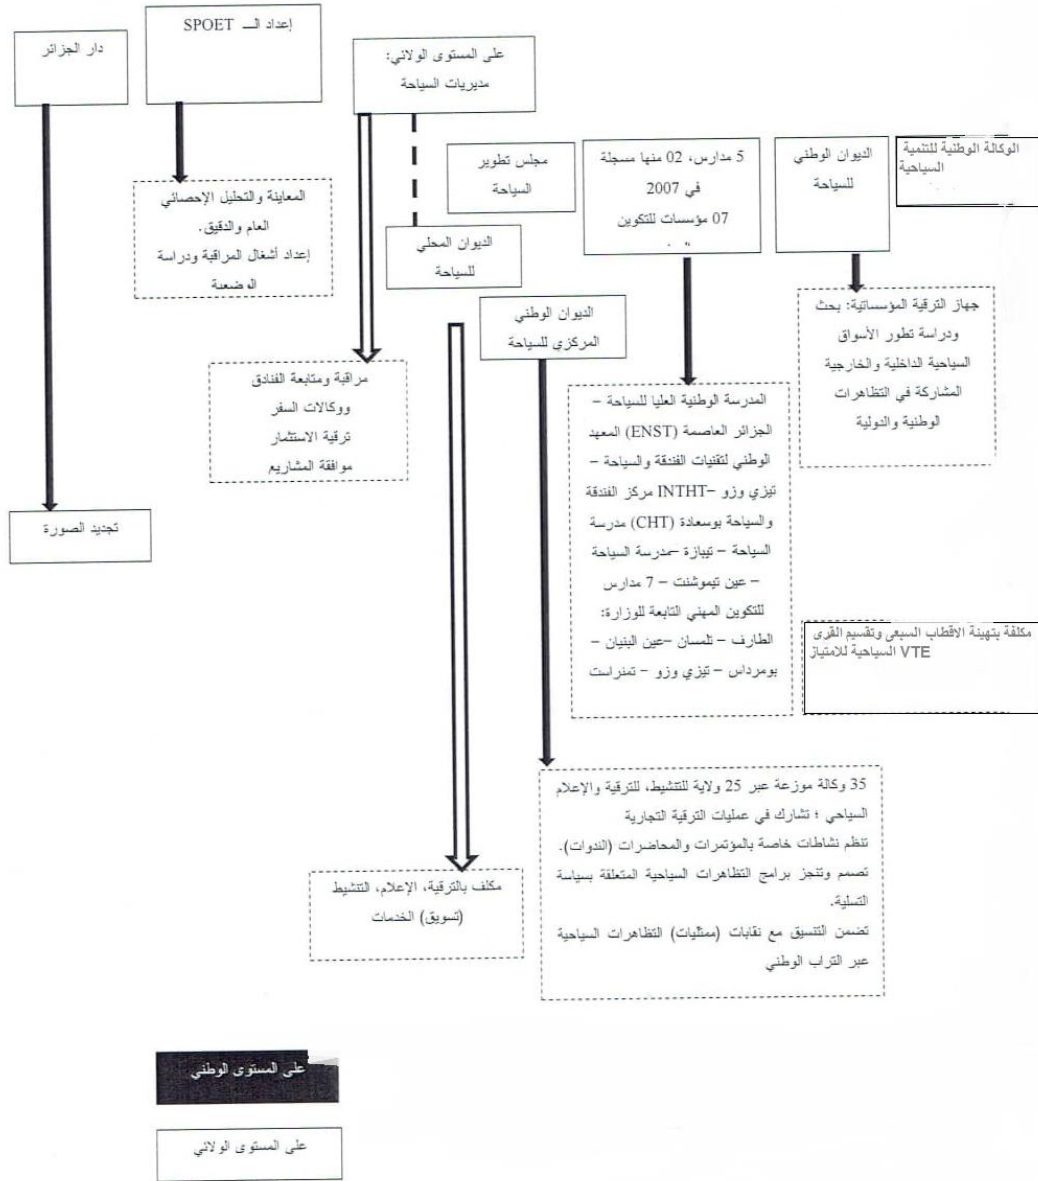 إعداد الـــ SPOET
دار الجزائر
على المستوى الولائي:
مديريات السياحة
الوكالة الوطنية للتنمية
السياحية
الديوان الوطني
للسياحة
5 مدارس، 02 منها مسجلة
في 2007
07 مؤسسات للتكوين
مجلس تطوير
السياحة
المعاينة والتحليل الإحصائي
العام والدقيق.
إعداد أشغال المراقبة ودراسة
الوضعية
الديوان المحلي
للسياحة
الديوان الوطني
المركزي للسياحة
جهاز الترقية المؤسساتية: بحث
ودراسة تطور الأسواق
السياحية الداخلية والخارجية
المشاركة في التظاهرات
الوطنية والدولية
مراقبة ومتابعة الفنادق
ووكالات السفر
ترقية الاستثمار
موافقة المشاريع
المدرسة الوطنية العليا للسياحة –
الجزائر العاصمة (ENST) المعهد
الوطني لتقنيات الفندقة والسياحة –
تيزي وزو –INTHT مركز الفندقة
والسياحة بوسعادة (CHT) مدرسة
السياحة – تيبازة –مدرسة السياحة
– عين تيموشنت – 7 مدارس
للتكوين المهني التابعة للوزارة:
الطارف – تلمسان –عين البنيان –
بومرداس – تيزي وزو – تمنراست
تجديد الصورة
مكلفة بتهيئة الاقطاب السبعى وتقسيم القرى
السياحية للامتياز VTE
35 وكالة موزعة عبر 25 ولاية للتنشيط، للترقية والإعلام
السياحي ؛ تشارك في عمليات الترقية التجارية
تنظم نشاطات خاصة بالمؤتمرات والمحاضرات (الندوات).
تصمم وتنجز برامج التظاهرات السياحية المتعلقة بسياسة
التسلية.
تضمن التنسيق مع نقابات (ممثليات) التظاهرات السياحية
عبر التراب الوطني
مكلف بالترقية، الإعلام، التنشيط
(تسويق) الخدمات
على المستوى الوطني
على المستوى الولائي